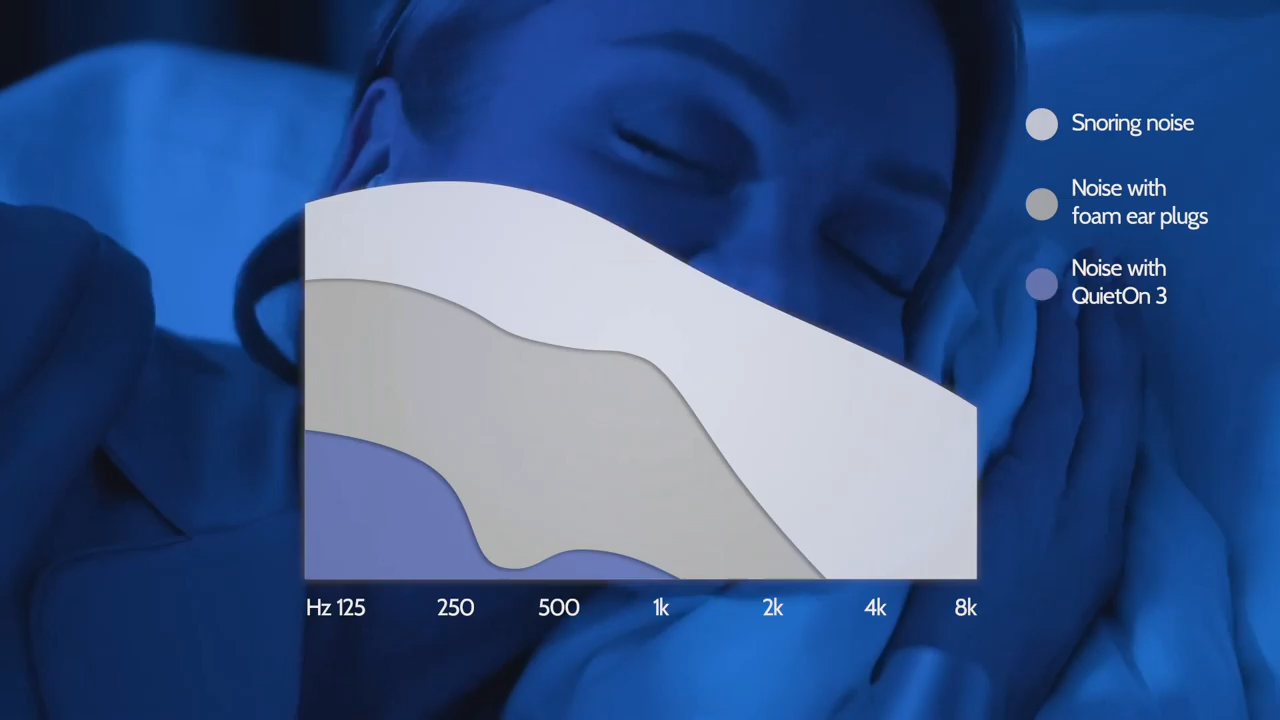 Snoring noise
Noise with
foam ear plugs
Noise with
QuietOn 3
Hz 125 250 500 1k 2k 4k 8k